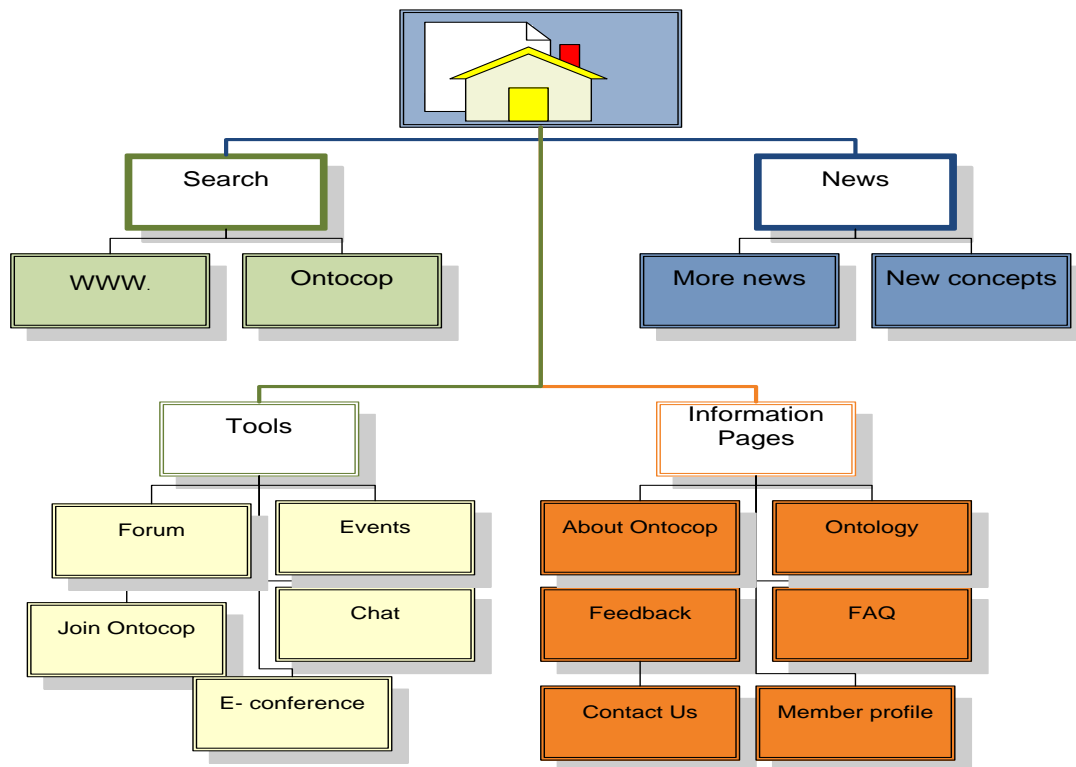 Search
News
WWW.
Ontocop
More news
New concepts
Tools
Information
Pages
Forum
Events
About Ontocop
Ontology
Join Ontocop
Chat
Feedback
FAQ
E- conference
Contact Us
Member profile